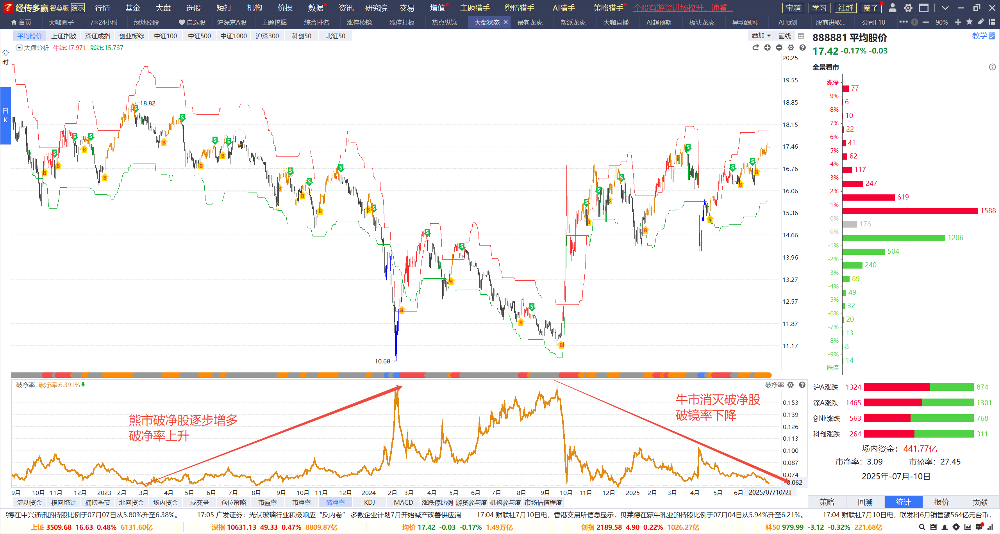 经传多赢 智尊版 演示 行情 基金 大盘 选股 短打 机构 价投 数据 资讯 研究院 交易 增值 主题猎手 舆情猎手 AI猎手 策略猎手 个股有游资进场拉升，速看... 宝箱 学习 社群 圈子
首页 大咖圈子 7×24小时 绿地控股 自选股 沪深京A股 主题挖掘 综合排名 涨停棱镜 涨停打板 热点纵览 大盘状态 最新龙虎 帮派龙虎 大咖直播 AI超预期 板块龙虎 异动跟风 AI预测 股商进取... 公司F10 90%
平均股价 上证指数 深证成指 创业板综 中证100 中证500 中证1000 沪深300 科创50 北证50 叠加 画线
分时
日K
大盘分析 牛线:17.971 熊线:15.737
20.25
19.55
18.85
18.15
17.46
16.76
16.06
15.36
14.66
13.96
13.27
12.57
11.87
11.17
←18.82
10.68→
破净率 破净率:6.391% 破净率
熊市破净股逐步增多
破净率上升
牛市消灭破净股
破镜率下降
0.153
0.139
0.126
0.113
0.100
0.087
0.074
0.062
9月 10月 11月 12月 2023 2月 3月 4月 5月 6月 7月 8月 9月 10月 11月 12月 2024 2月 3月 4月 5月 6月 7月 8月 9月 10月 11月 12月 2025 2月 3月 4月 5月 6月 2025/07/10/四
流动资金 横向统计 捕捞季节 北向资金 场内资金 成交量 仓位策略 市盈率 市净率 破净率 KDJ MACD 涨跌停比例 游资参与度 机构参与度 市场估值程度
888881 平均股价 教学
17.42 -0.17% -0.03
全景看市
涨停
77
9%
6
8%
10
7%
22
6%
41
5%
62
4%
117
3%
247
2%
619
1%
1588
0%
176
0%
1206
-1%
504
-2%
240
-3%
89
-4%
49
-5%
32
-6%
20
-7%
13
-8%
8
-9%
14
跌停
沪A涨跌 1324 874
深A涨跌 1465 1301
创业涨跌 563 768
科创涨跌 264 311
场内资金：441.77亿
市净率：3.09 市盈率：27.45
2025年-07月-10日
策略 回溯 统计 报价 贡献
莱德在中兴通讯的持股比例于07月07日从5.80%升至6.38%。 17:05 广发证券：光伏玻璃行业积极响应“反内卷” 多数企业计划7月开始减产改善供应端 17:04 财联社7月10日电，香港交易所信息显示，贝莱德在蒙牛乳业的持股比例于07月04日从5.94%升至6.21%。 17:04 财联社7月10日电，联发科6月销售额564亿元台币，
上证 3509.68 16.63 0.48% 6131.60亿 深指 10631.13 49.33 0.47% 8809.87亿 均价 17.42 -0.03 -0.17% 1.49万亿 创指 2189.58 4.90 0.22% 1026.27亿 科50 979.99 -3.12 -0.32% 221.68亿